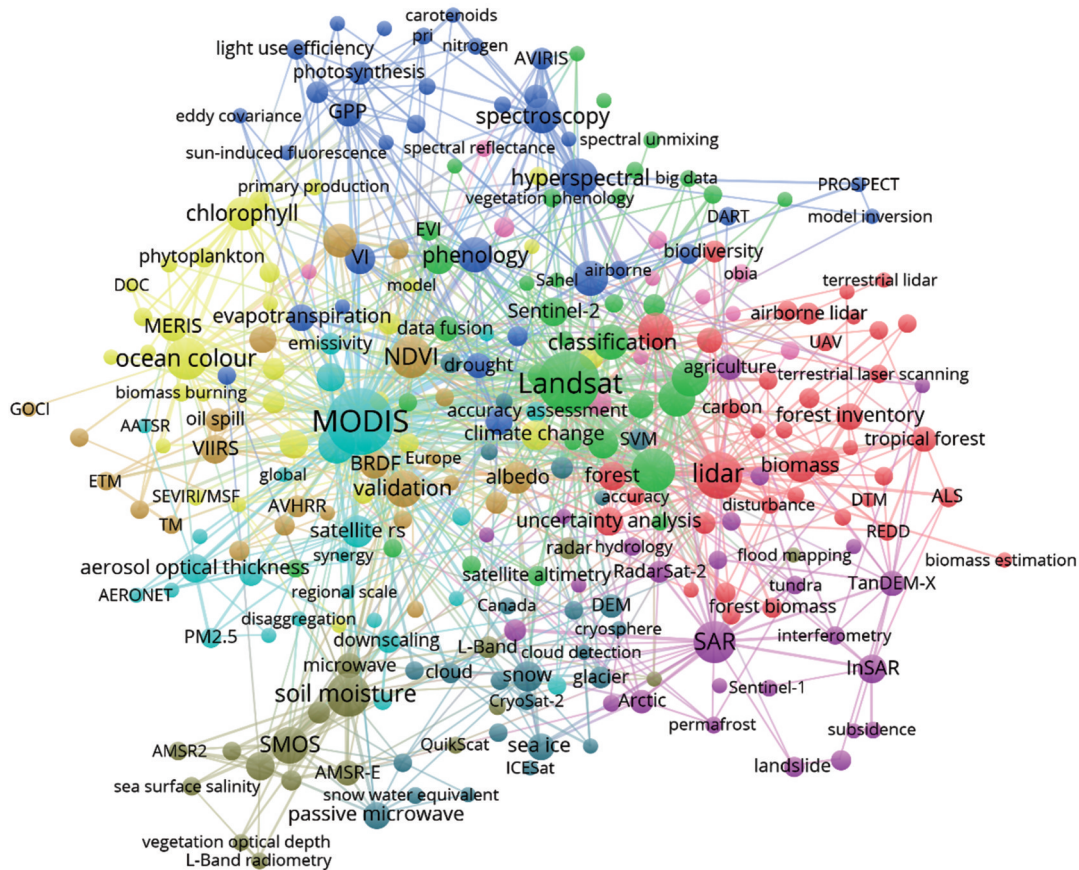 carotenoids
pri
light use efficiency
nitrogen
AVIRIS
photosynthesis
GPP
eddy covariance
spectroscopy
sun-induced fluorescence
spectral reflectance
spectral unmixing
primary production
hyperspectral
big data
PROSPECT
vegetation phenology
chlorophyll
DART
model inversion
EVI
phytoplankton
VI
phenology
biodiversity
DOC
model
Sahel
airborne
obia
terrestrial lidar
MERIS
evapotranspiration
Sentinel-2
airborne lidar
data fusion
emissivity
classification
UAV
ocean colour
NDVI
drought
agriculture
terrestrial laser scanning
Landsat
biomass burning
GOCI
oil spill
MODIS
accuracy assessment
carbon
forest inventory
AATSR
climate change
SVM
tropical forest
VIIRS
BRDF
Europe
global
ETM
albedo
forest
lidar
biomass
SEVIRI/MSF
validation
accuracy
DTM
ALS
AVHRR
disturbance
TM
satellite rs
uncertainty analysis
REDD
synergy
radar
hydrology
flood mapping
biomass estimation
aerosol optical thickness
satellite altimetry
RadarSat-2
tundra
TanDEM-X
AERONET
regional scale
Canada
DEM
forest biomass
disaggregation
cryosphere
PM2.5
downscaling
L-Band
cloud detection
SAR
interferometry
microwave
cloud
snow
glacier
InSAR
soil moisture
CryoSat-2
Arctic
Sentinel-1
permafrost
subsidence
AMSR2
SMOS
QuikScat
sea ice
ICESat
landslide
sea surface salinity
AMSR-E
snow water equivalent
passive microwave
vegetation optical depth
L-Band radiometry